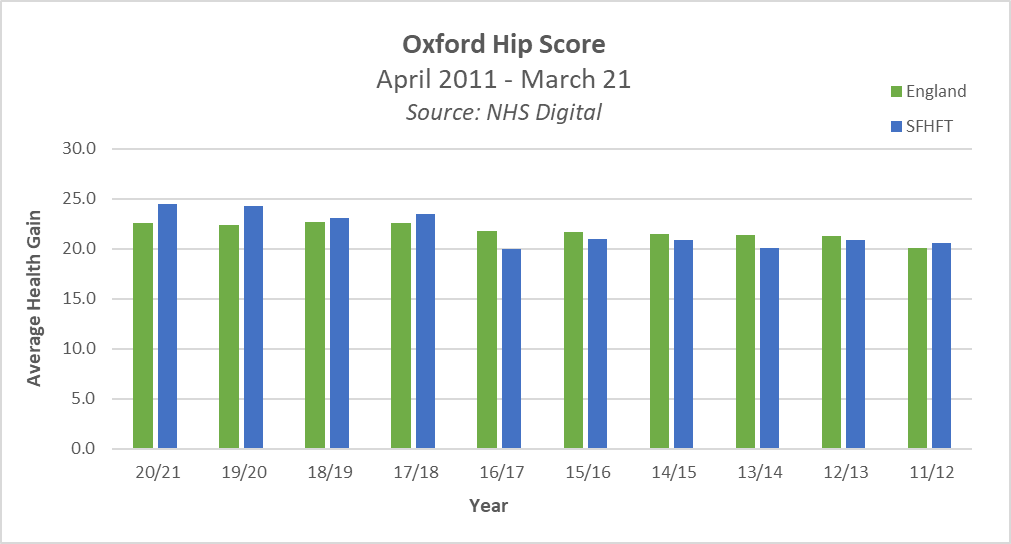 Oxford Hip Score
April 2011 - March 21
Source: NHS Digital
England
SFHFT
30.0
25.0
20.0
15.0
10.0
5.0
0.0
Average Health Gain
20/21 19/20 18/19 17/18 16/17 15/16 14/15 13/14 12/13 11/12
Year